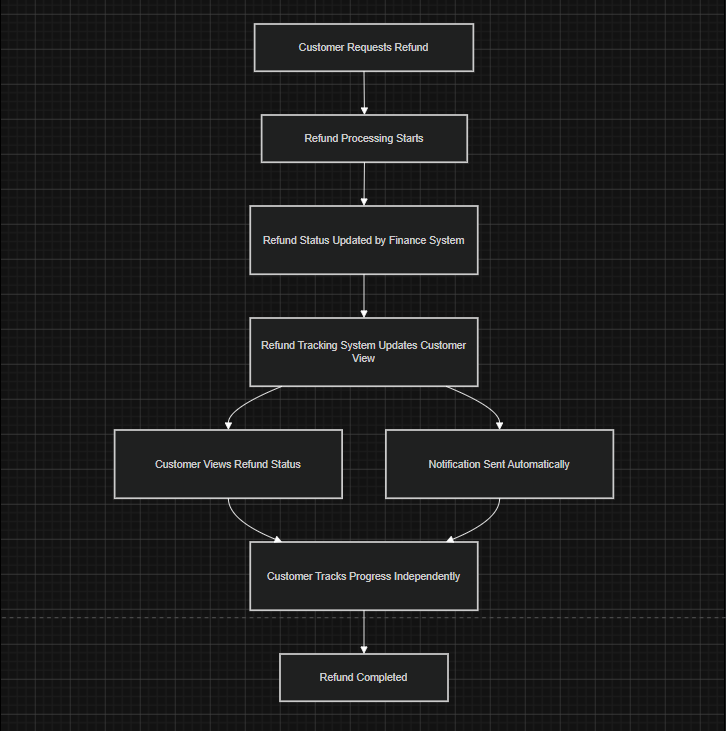 Customer Requests Refund
Refund Processing Starts
Refund Status Updated by Finance System
Refund Tracking System Updates Customer
View
Customer Views Refund Status
Notification Sent Automatically
Customer Tracks Progress Independently
Refund Completed